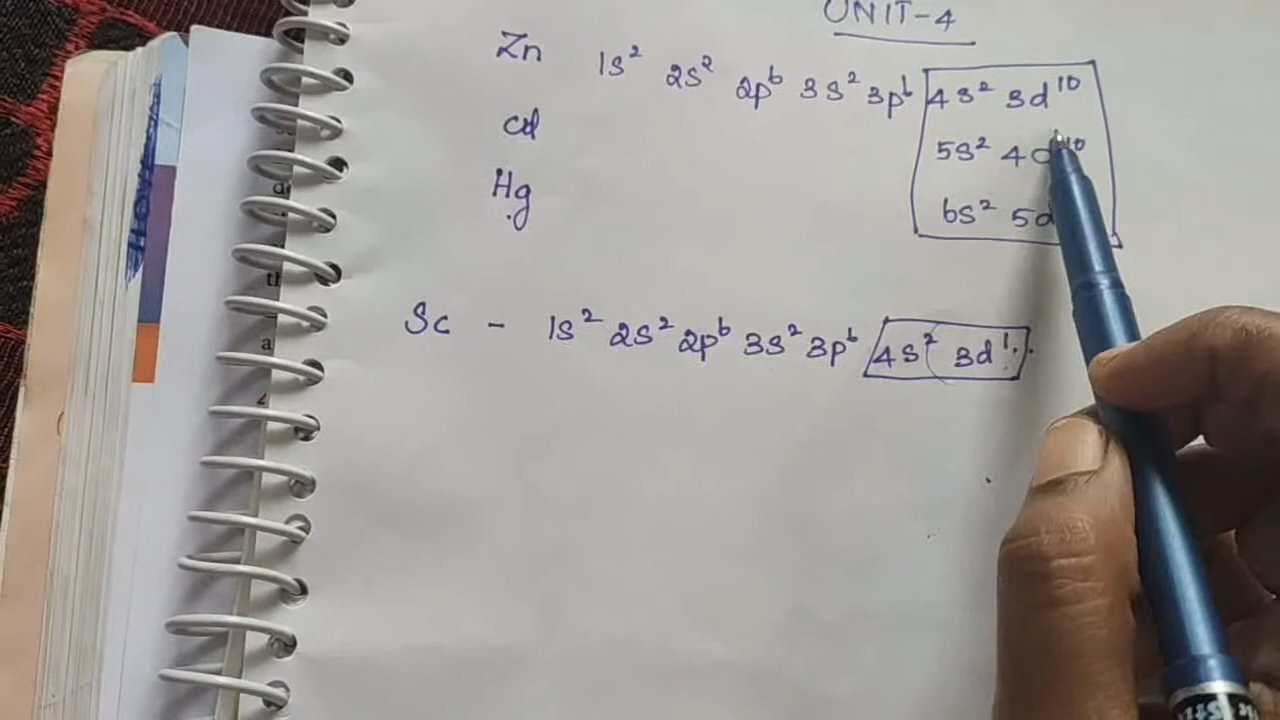 UNIT-4
Zn 1s² 2s² 2p⁶ 3s² 3p⁶ 4s² 3d¹⁰
Cd 5s² 4d¹⁰
Hg 6s² 5d
Sc - 1s² 2s² 2p⁶ 3s² 3p⁶ 4s² 3d¹